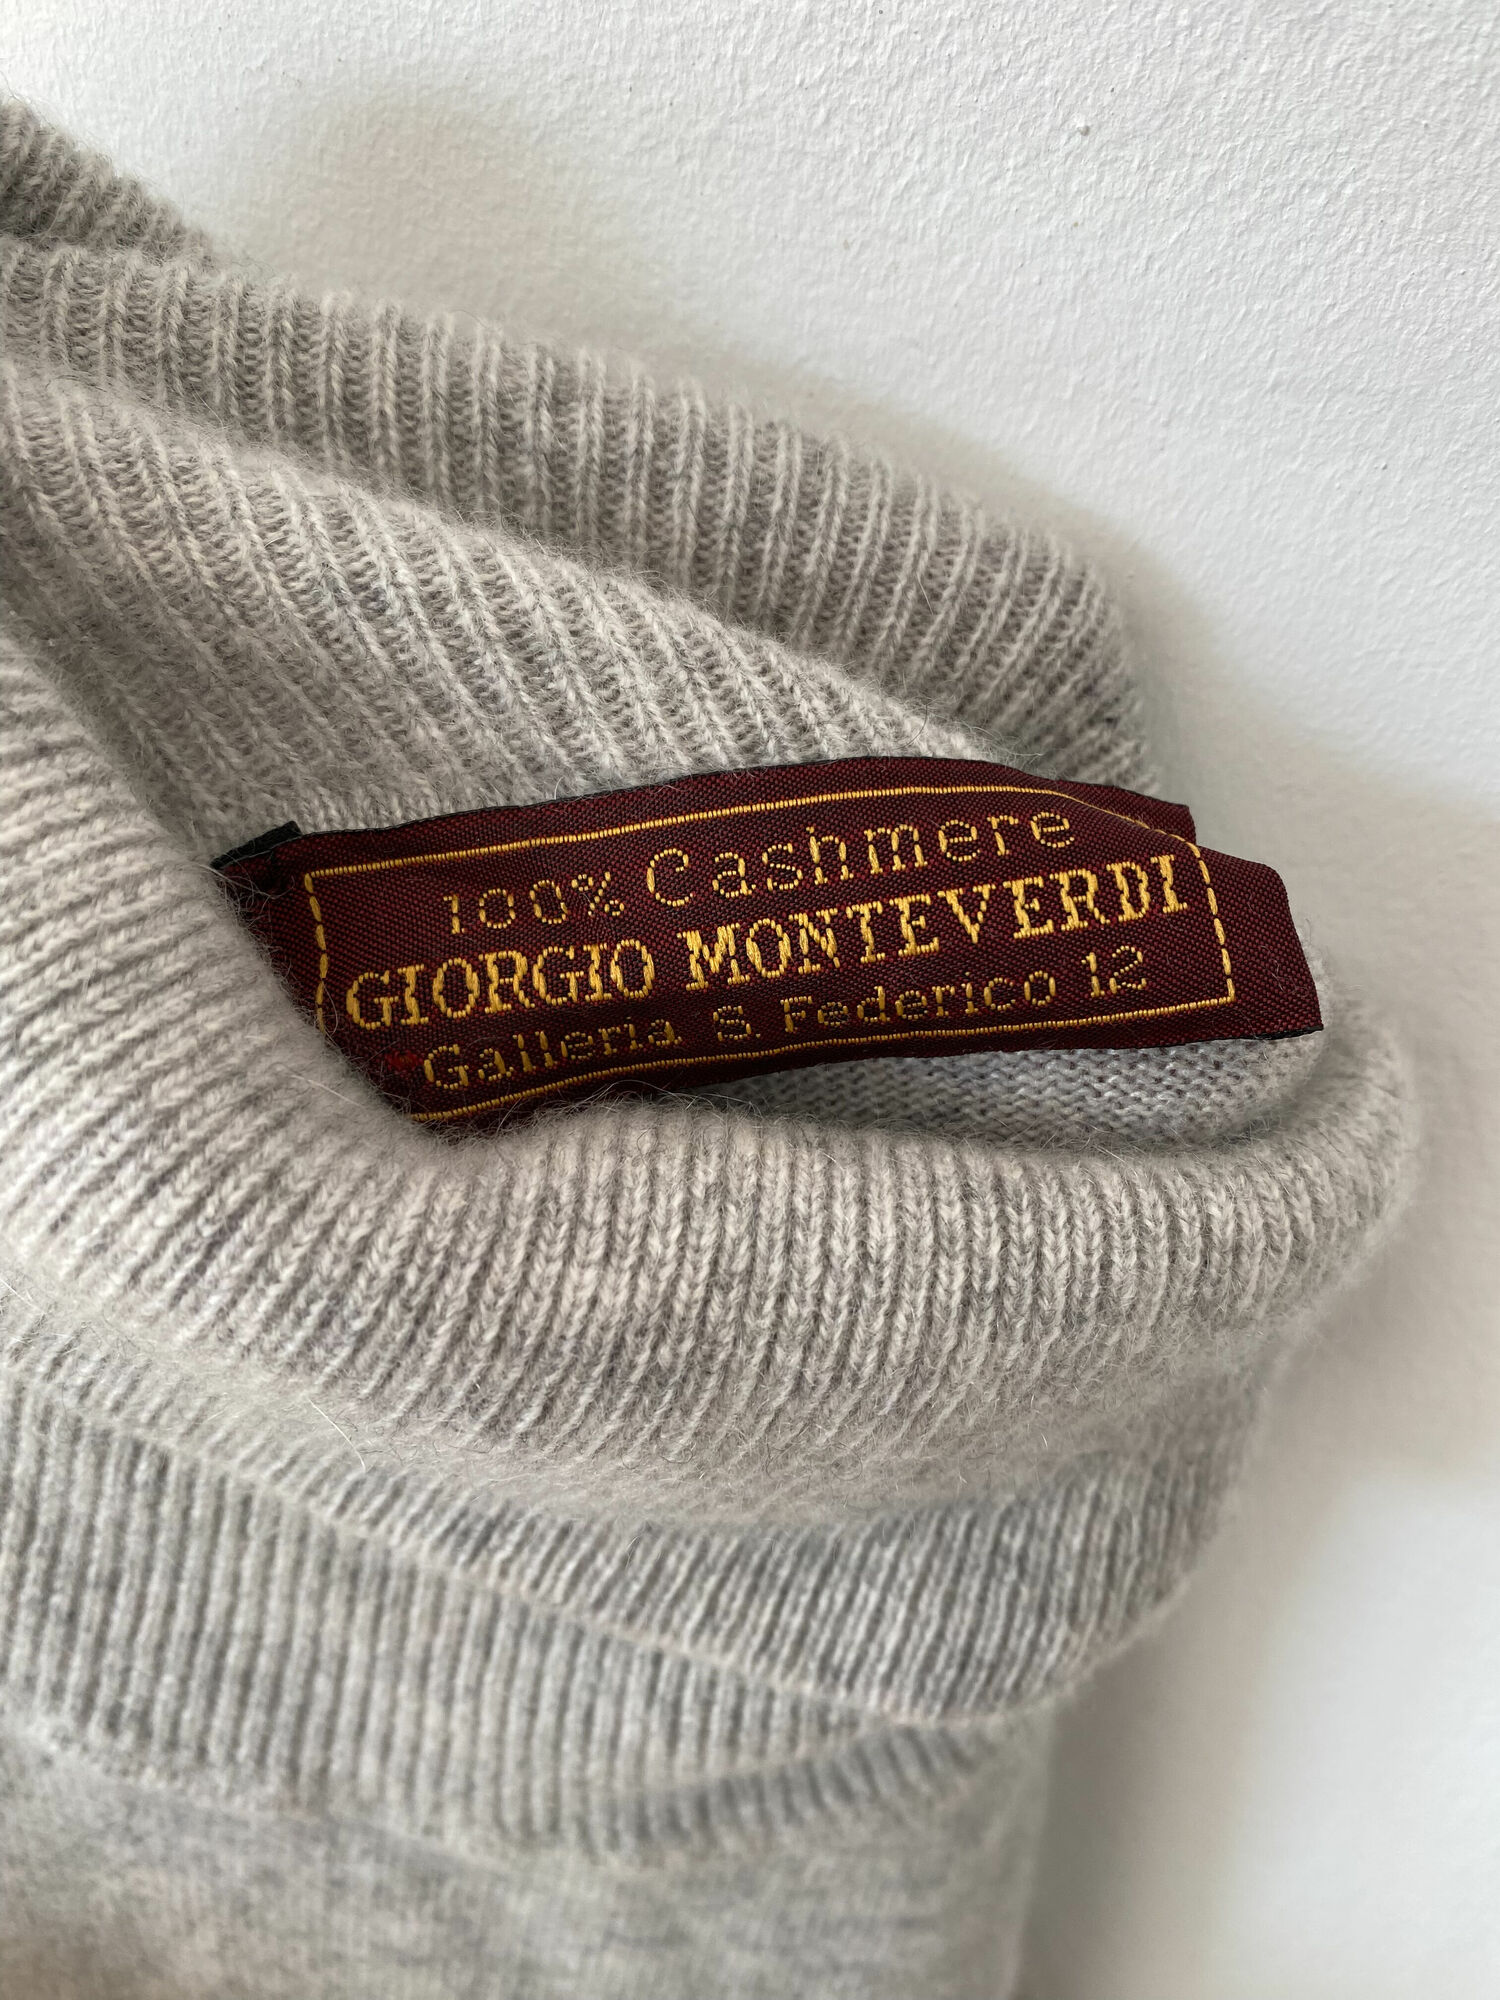 100% Cashmere
GIORGIO MONTEVERDI
Galleria S. Federico 12